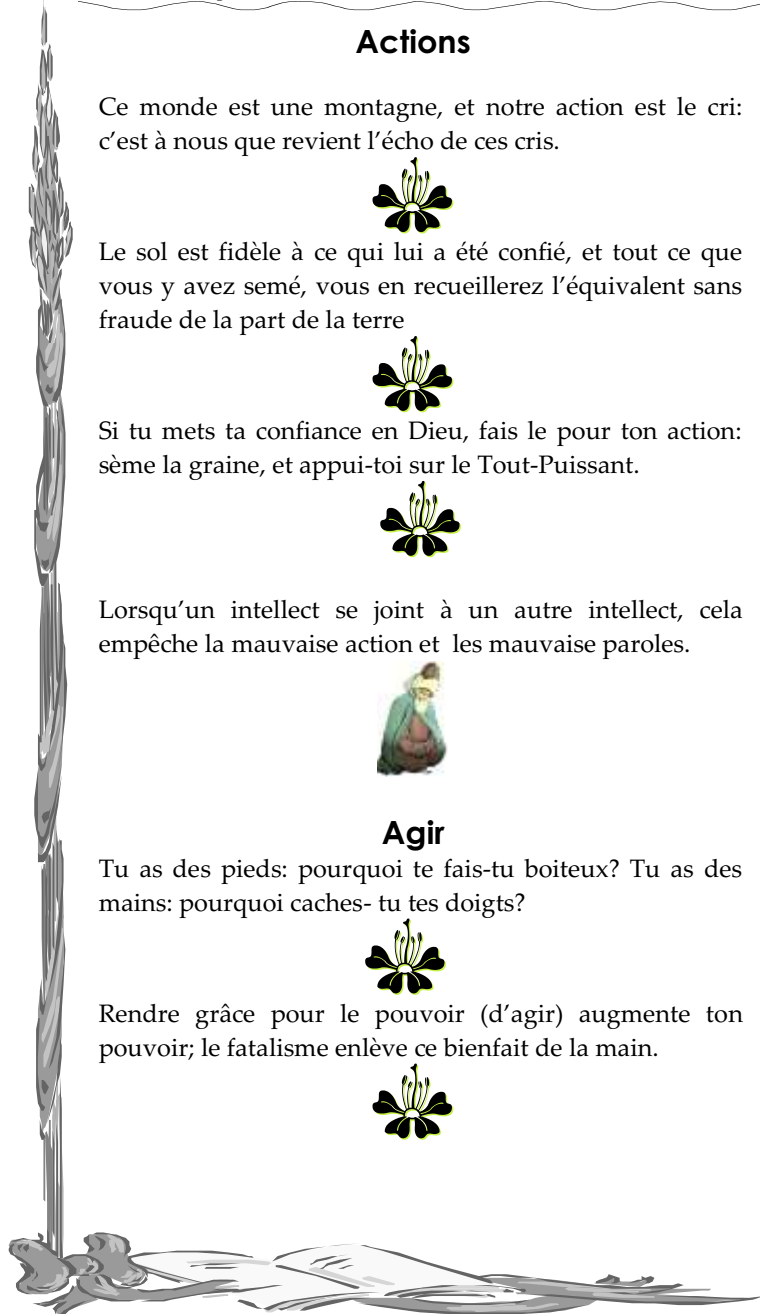 Actions
Ce monde est une montagne, et notre action est le cri:
c’est à nous que revient l’écho de ces cris.
Le sol est fidèle à ce qui lui a été confié, et tout ce que
vous y avez semé, vous en recueillerez l’équivalent sans
fraude de la part de la terre
Si tu mets ta confiance en Dieu, fais le pour ton action:
sème la graine, et appui-toi sur le Tout-Puissant.
Lorsqu’un intellect se joint à un autre intellect, cela
empêche la mauvaise action et les mauvaise paroles.
Agir
Tu as des pieds: pourquoi te fais-tu boiteux? Tu as des
mains: pourquoi caches- tu tes doigts?
Rendre grâce pour le pouvoir (d’agir) augmente ton
pouvoir; le fatalisme enlève ce bienfait de la main.